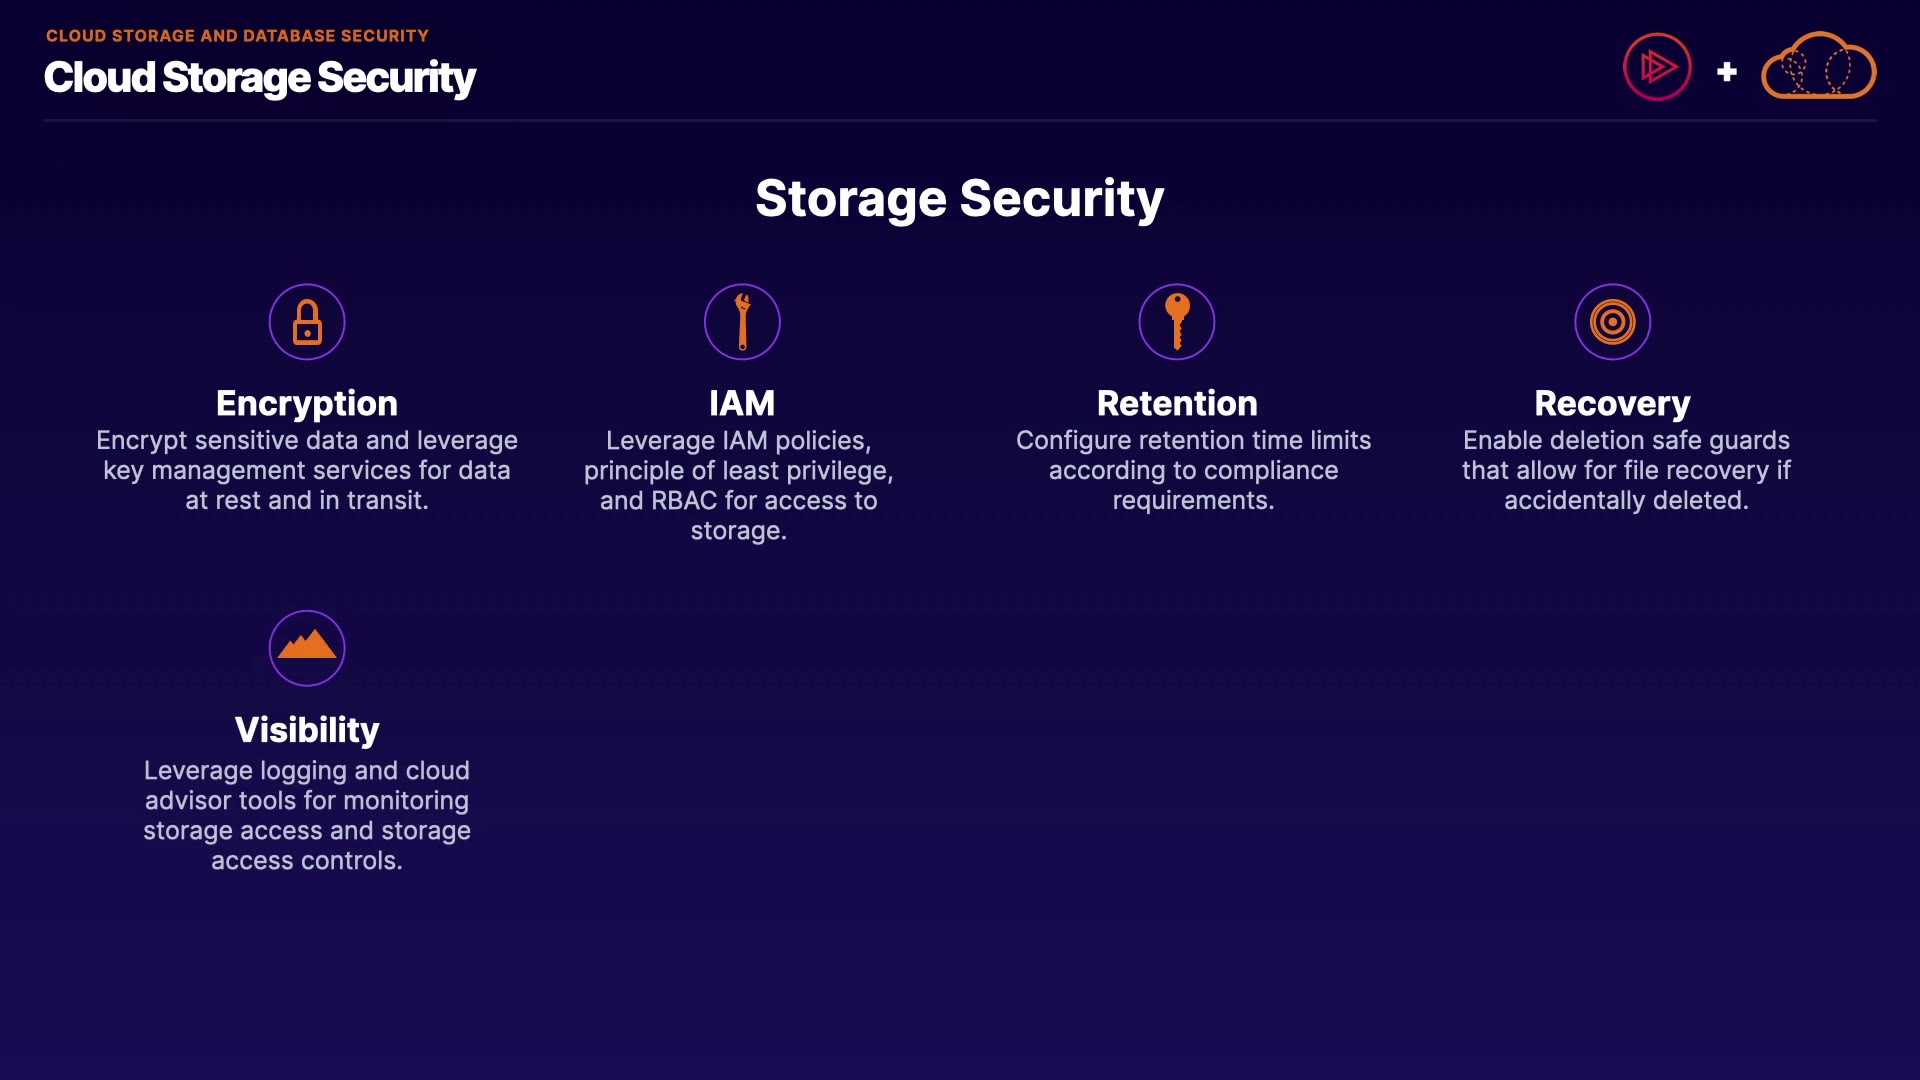 CLOUD STORAGE AND DATABASE SECURITY
Cloud Storage Security
Storage Security
Encryption
Encrypt sensitive data and leverage
key management services for data
at rest and in transit.
IAM
Leverage IAM policies,
principle of least privilege,
and RBAC for access to
storage.
Retention
Configure retention time limits
according to compliance
requirements.
Recovery
Enable deletion safe guards
that allow for file recovery if
accidentally deleted.
Visibility
Leverage logging and cloud
advisor tools for monitoring
storage access and storage
access controls.